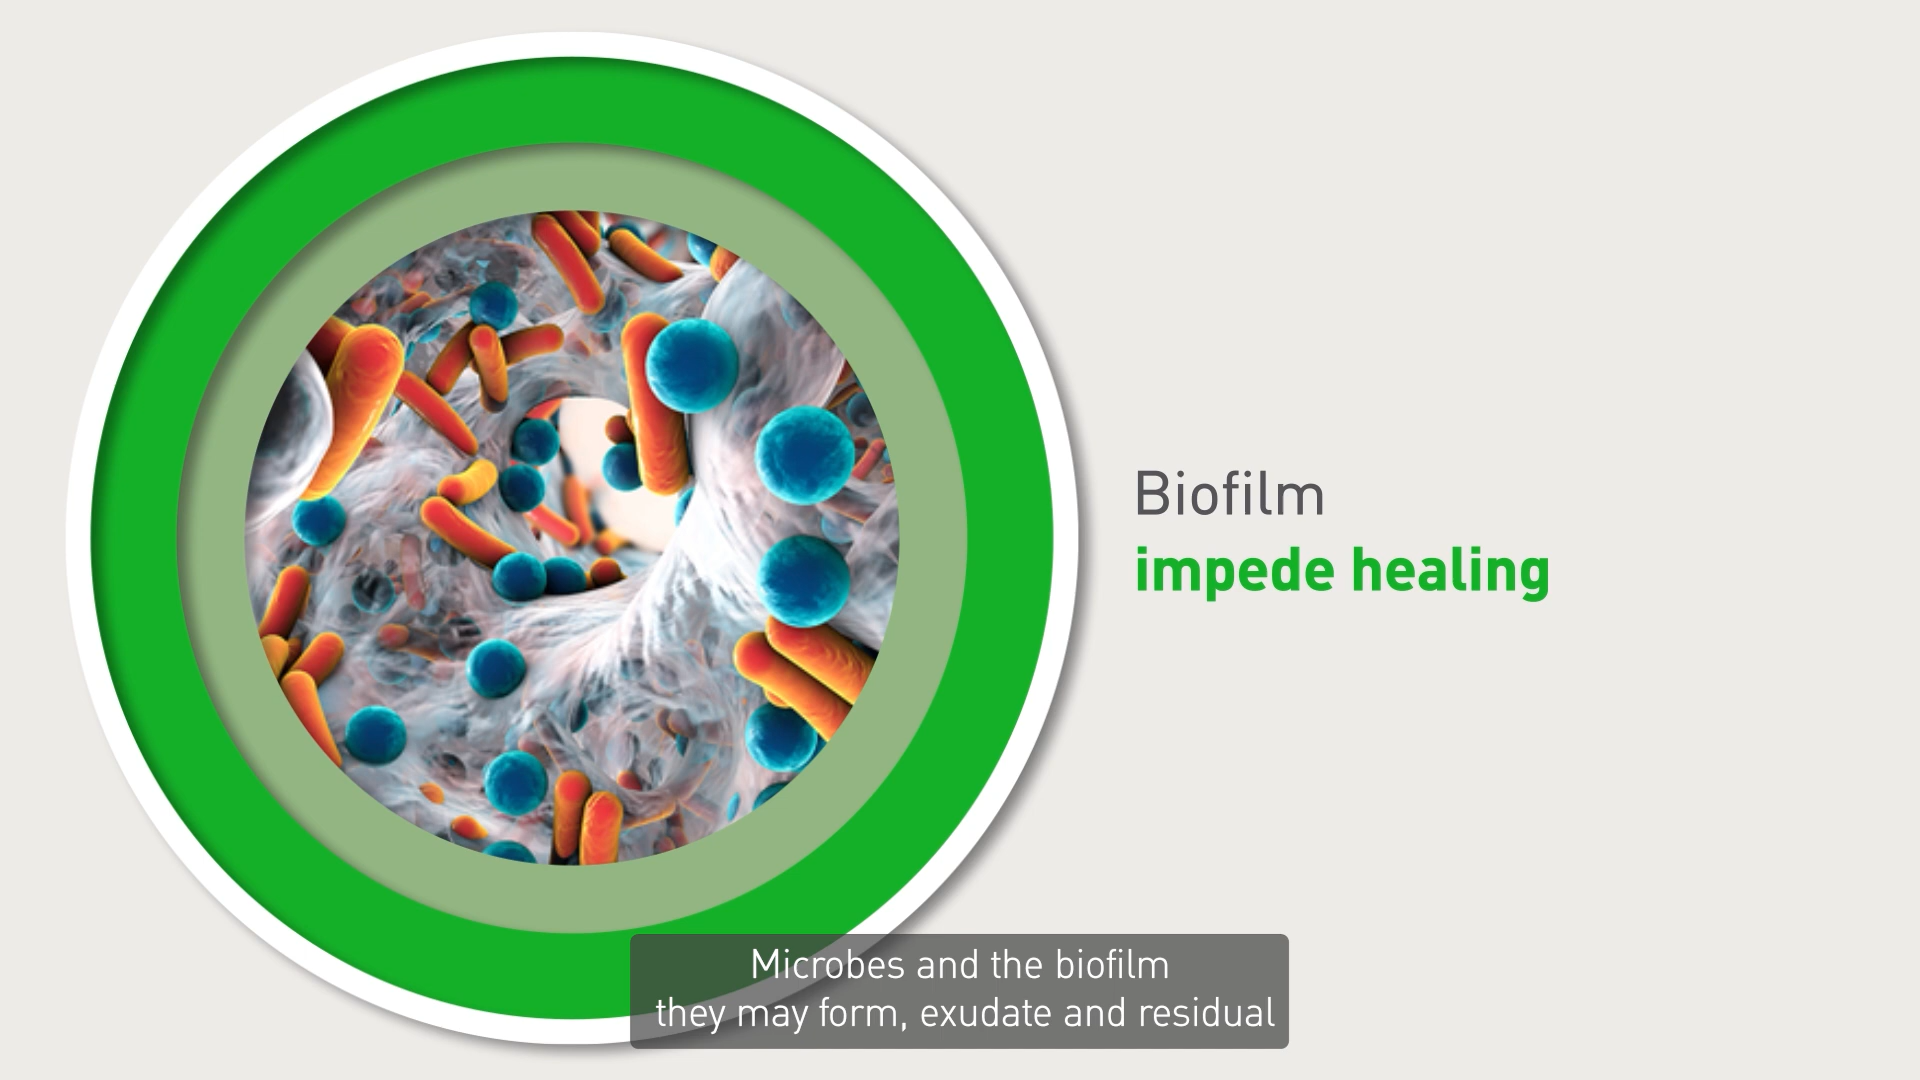 Biofilm
impede healing
Microbes and the biofilm
they may form, exudate and residual